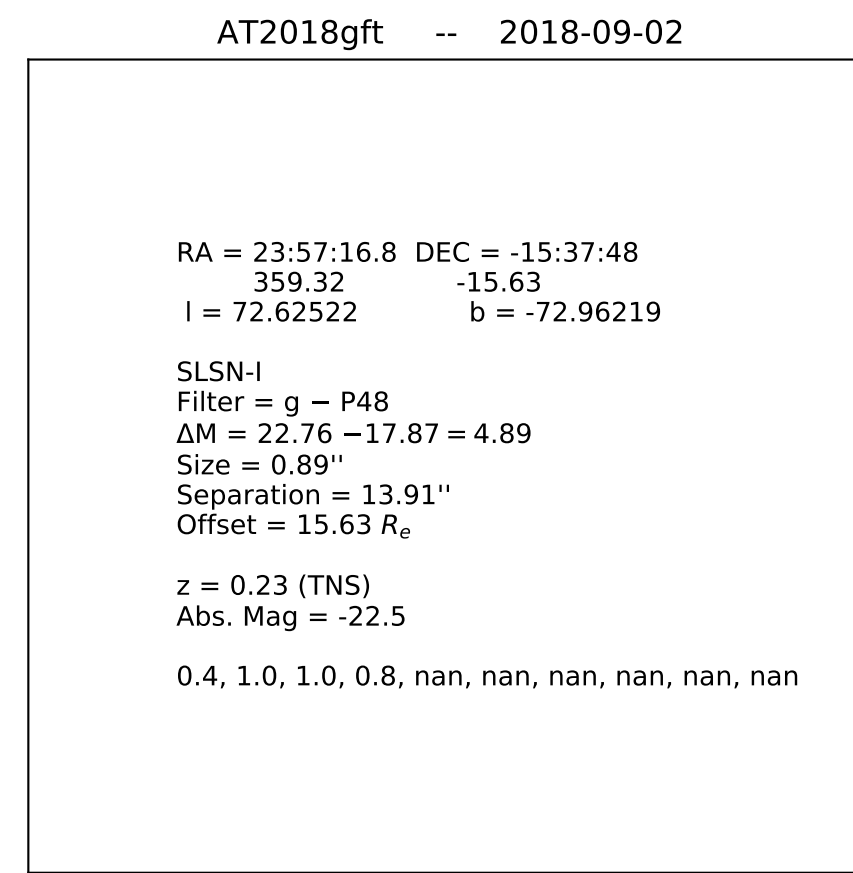 AT2018gft -- 2018-09-02
RA = 23:57:16.8 DEC = -15:37:48
359.32 -15.63
l = 72.62522 b = -72.96219
SLSN-I
Filter = g − P48
ΔM = 22.76 −17.87 = 4.89
Size = 0.89''
Separation = 13.91''
Offset = 15.63 Rₑ
z = 0.23 (TNS)
Abs. Mag = -22.5
0.4, 1.0, 1.0, 0.8, nan, nan, nan, nan, nan, nan